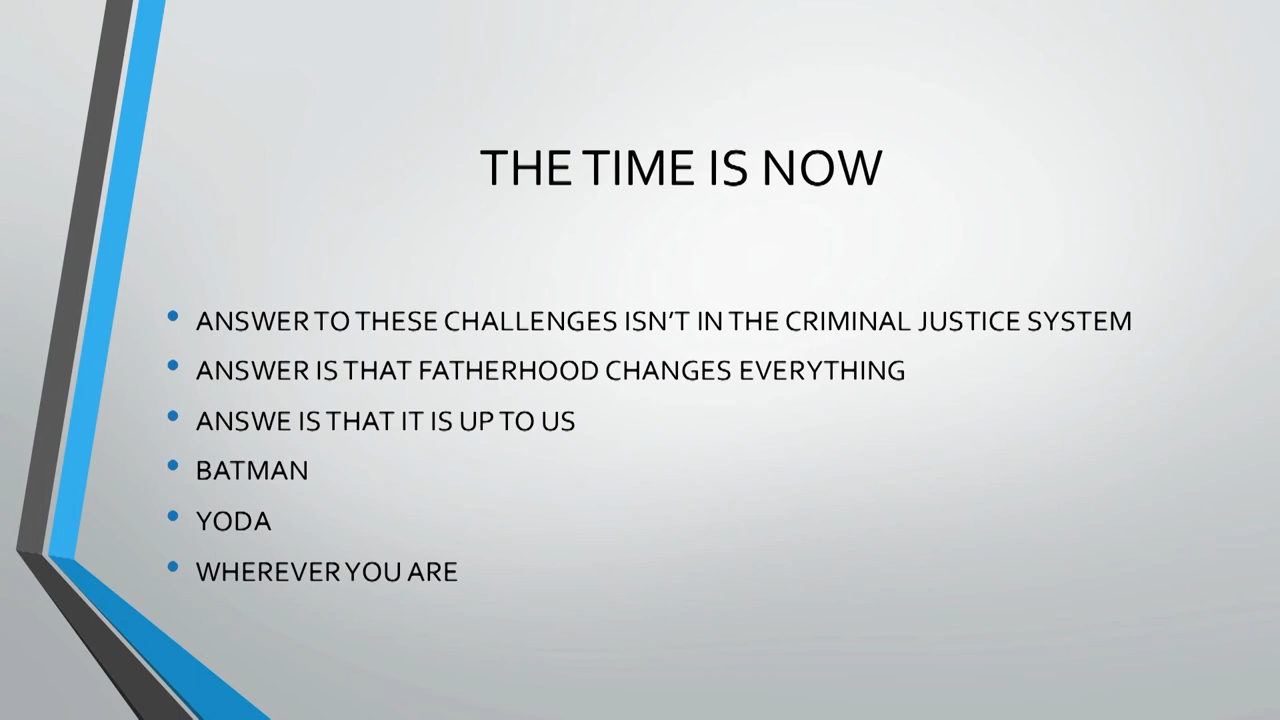 THE TIME IS NOW
• ANSWER TO THESE CHALLENGES ISN’T IN THE CRIMINAL JUSTICE SYSTEM
• ANSWER IS THAT FATHERHOOD CHANGES EVERYTHING
• ANSWE IS THAT IT IS UP TO US
• BATMAN
• YODA
• WHEREVER YOU ARE